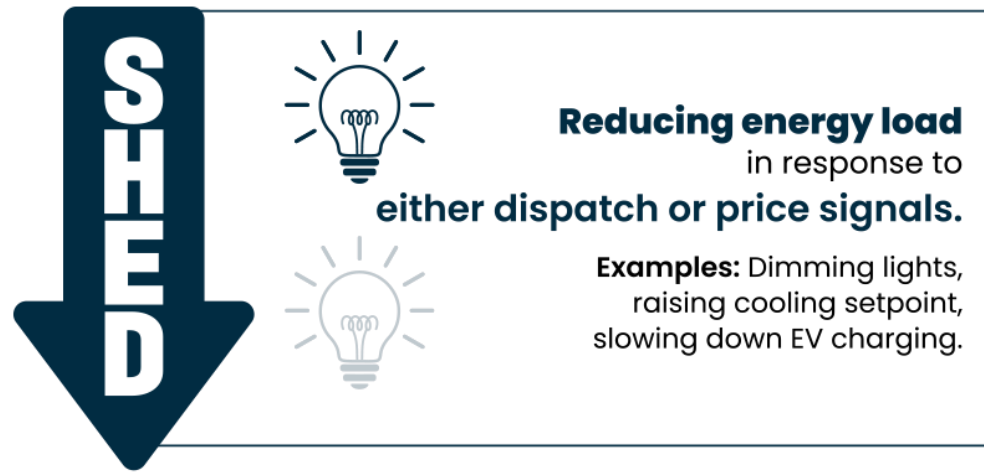 SHED
Reducing energy load
in response to
either dispatch or price signals.
Examples: Dimming lights,
raising cooling setpoint,
slowing down EV charging.